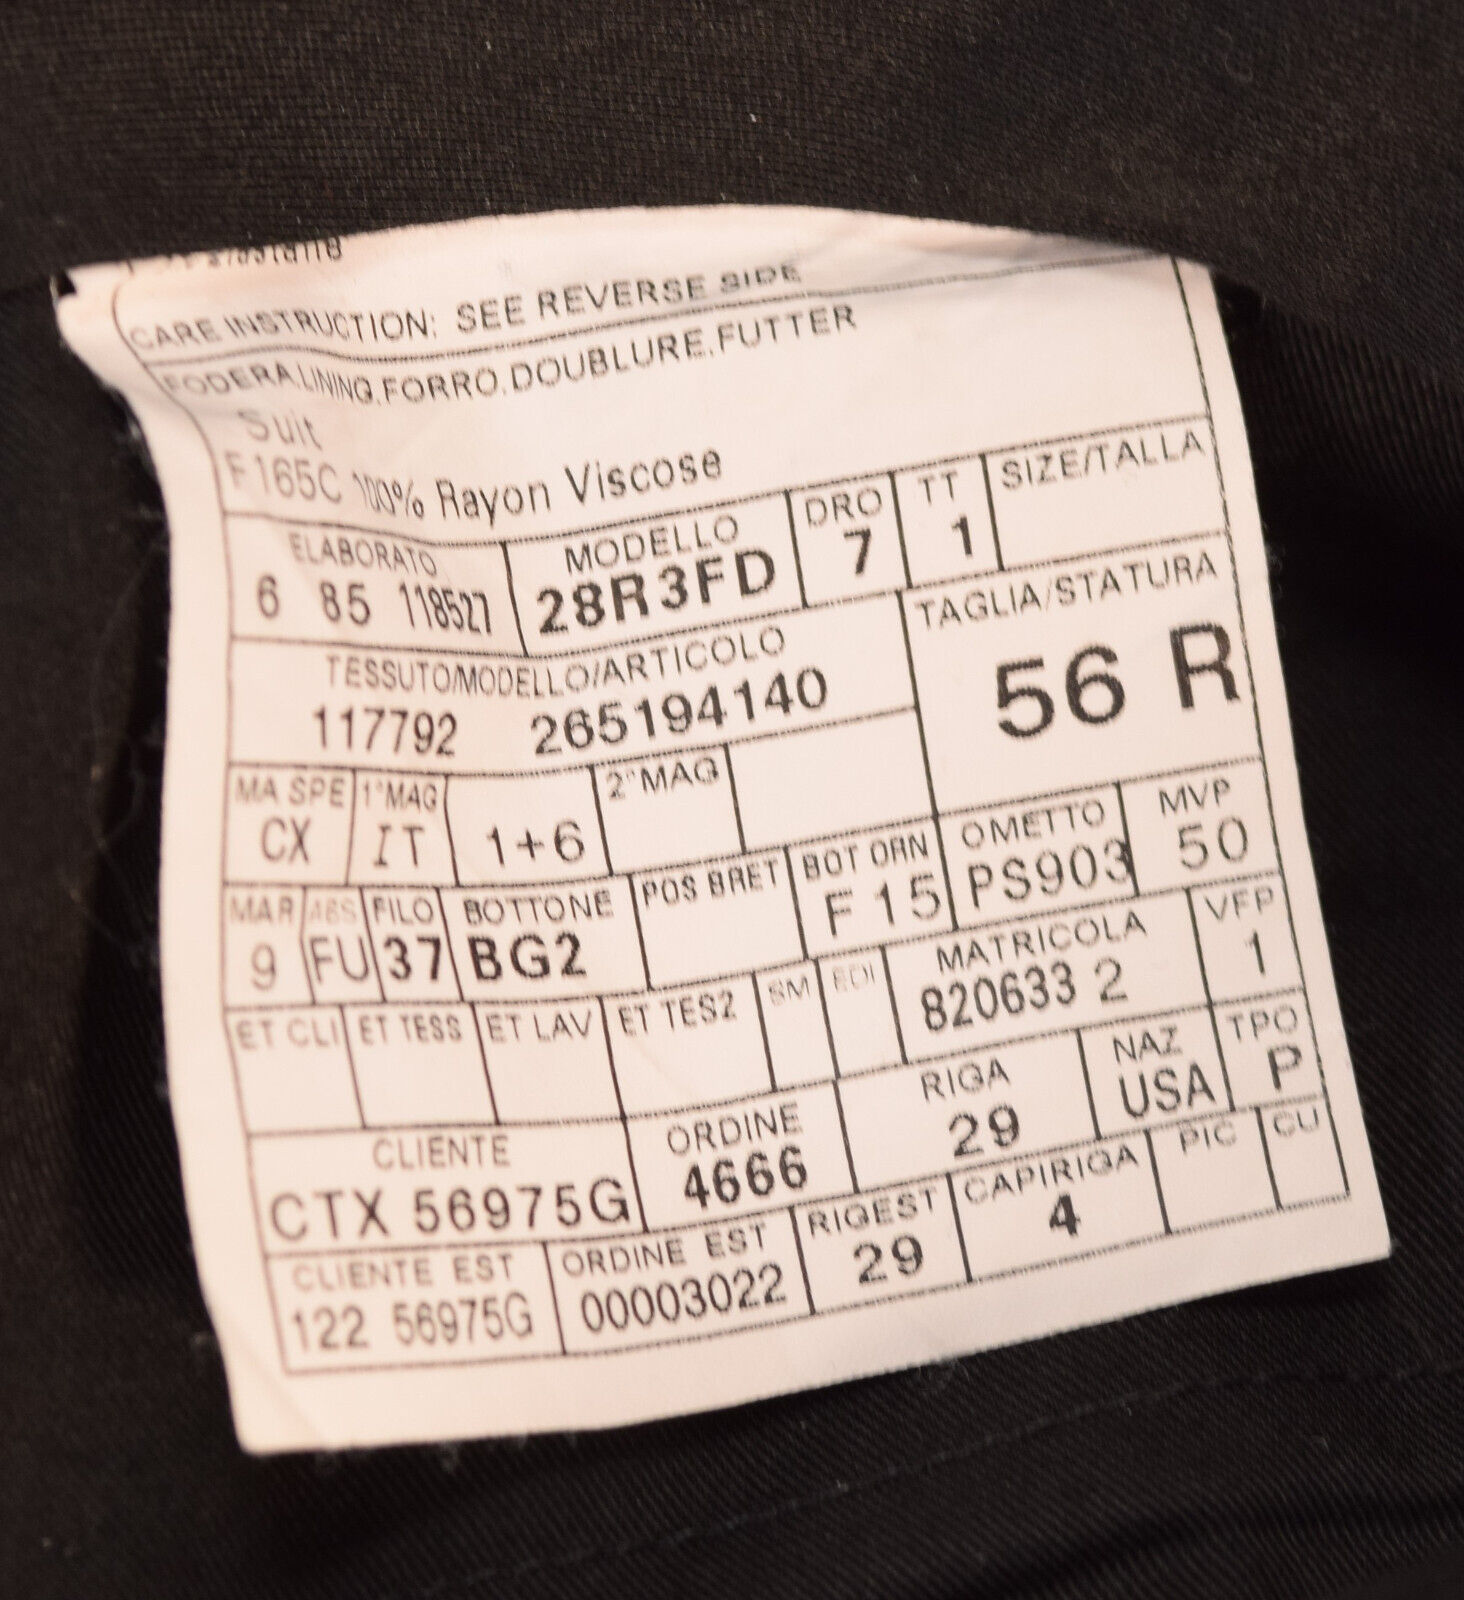 CARE INSTRUCTION: SEE REVERSE SIDE
FODERA.LINING.FORRO.DOUBLURE.FUTTER
Suit
F165C 100% Rayon Viscose
ELABORATO MODELLO DRO TT SIZE/TALLA
6 85 118527 28R3FD 7 1
TESSUTO/MODELLO/ARTICOLO TAGLIA/STATURA
117792 265194140 56 R
MA SPE 1°MAG 2°MAG OMETTO MVP
CX IT 1+6 PS903 50
MAR ABS FILO BOTTONE POS BRET BOT ORN
9 FU 37 BG2 F 15
ET CLI ET TESS ET LAV ET TES2 SM EDI MATRICOLA VFP
820633 2 1
CLIENTE ORDINE RIGA NAZ TPO
CTX 56975G 4666 29 USA P
CLIENTE EST ORDINE EST RIGEST CAPIRIGA PIC CU
122 56975G 00003022 29 4